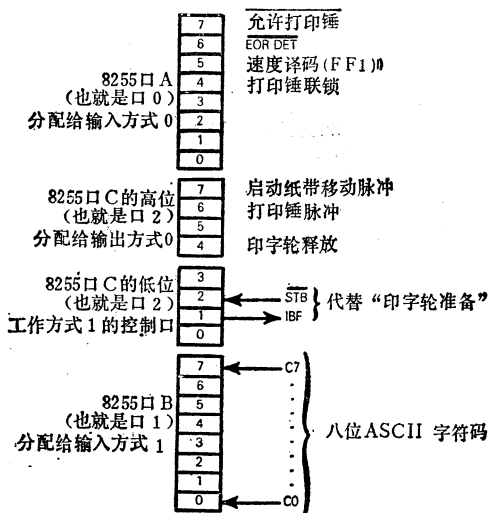 7 允许打印锤
6 EOR DET
5 速度译码(FF1)
8255口A 4 打印锤联锁
(也就是口0) 3
分配给输入方式0 2
1
0
7 启动纸带移动脉冲
8255口C的高位 6 打印锤脉冲
(也就是口2) 5
分配给输出方式0 4 印字轮释放
8255口C的低位 3
(也就是口2) 2 STB
工作方式1的控制口 1 IBF
0
代替“印字轮准备”
7 C7
6
8255口B 5
(也就是口1) 4
分配给输入方式1 3
2
1
0 C0
八位ASCII 字符码